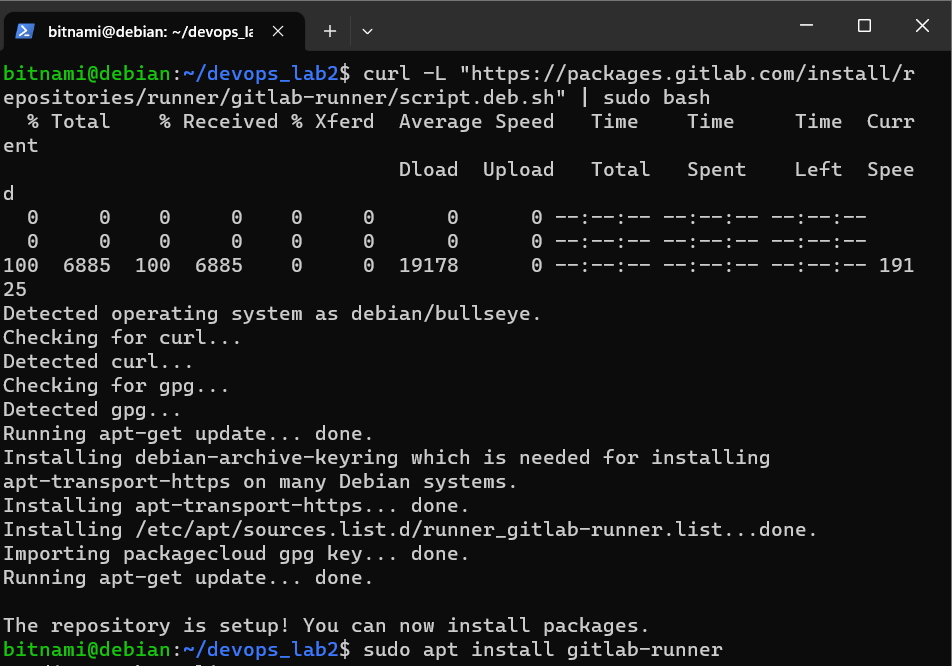 bitnami@debian: ~/devops_la
bitnami@debian:~/devops_lab2$ curl -L "https://packages.gitlab.com/install/r
epositories/runner/gitlab-runner/script.deb.sh" | sudo bash
  % Total    % Received % Xferd  Average Speed   Time    Time     Time  Curr
ent
                                 Dload  Upload   Total   Spent    Left  Spee
d
  0     0    0     0    0     0      0      0 --:--:-- --:--:-- --:--:--
  0     0    0     0    0     0      0      0 --:--:-- --:--:-- --:--:--
100  6885  100  6885    0     0  19178      0 --:--:-- --:--:-- --:--:-- 191
25
Detected operating system as debian/bullseye.
Checking for curl...
Detected curl...
Checking for gpg...
Detected gpg...
Running apt-get update... done.
Installing debian-archive-keyring which is needed for installing
apt-transport-https on many Debian systems.
Installing apt-transport-https... done.
Installing /etc/apt/sources.list.d/runner_gitlab-runner.list...done.
Importing packagecloud gpg key... done.
Running apt-get update... done.
The repository is setup! You can now install packages.
bitnami@debian:~/devops_lab2$ sudo apt install gitlab-runner